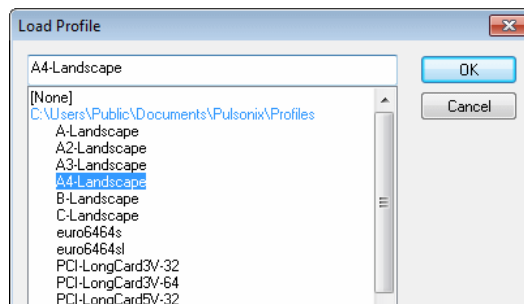 Load Profile
A4-Landscape
OK
Cancel
[None]
C:\Users\Public\Documents\Pulsonix\Profiles
A-Landscape
A2-Landscape
A3-Landscape
A4-Landscape
B-Landscape
C-Landscape
euro6464s
euro6464sl
PCI-LongCard3V-32
PCI-LongCard3V-64
PCI-LongCard5V-32